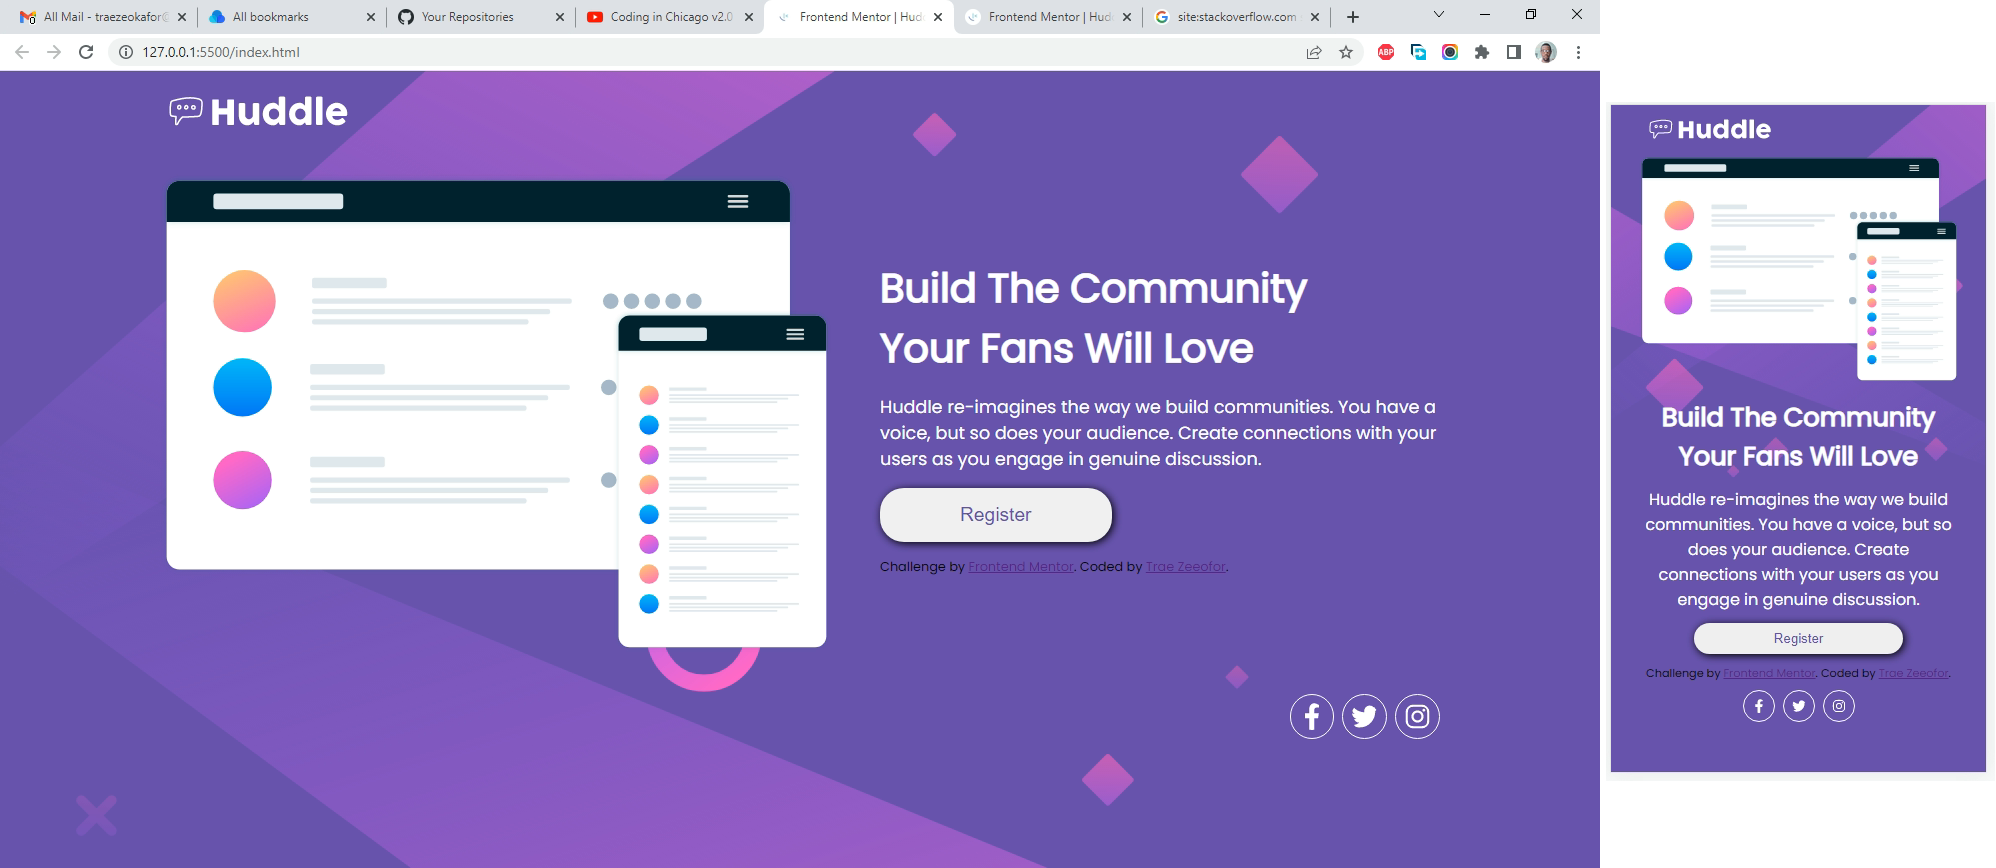 All Mail - traezeokafor@
All bookmarks
Your Repositories
Coding in Chicago v2.0
Frontend Mentor | Hud
Frontend Mentor | Hud
site:stackoverflow.com
127.0.0.1:5500/index.html
ABP
Huddle
Build The Community
Your Fans Will Love
Huddle re-imagines the way we build communities. You have a
voice, but so does your audience. Create connections with your
users as you engage in genuine discussion.
Register
Challenge by Frontend Mentor. Coded by Trae Zeeofor.
Huddle
Build The Community
Your Fans Will Love
Huddle re-imagines the way we build
communities. You have a voice, but so
does your audience. Create
connections with your users as you
engage in genuine discussion.
Register
Challenge by Frontend Mentor. Coded by Trae Zeeofor.